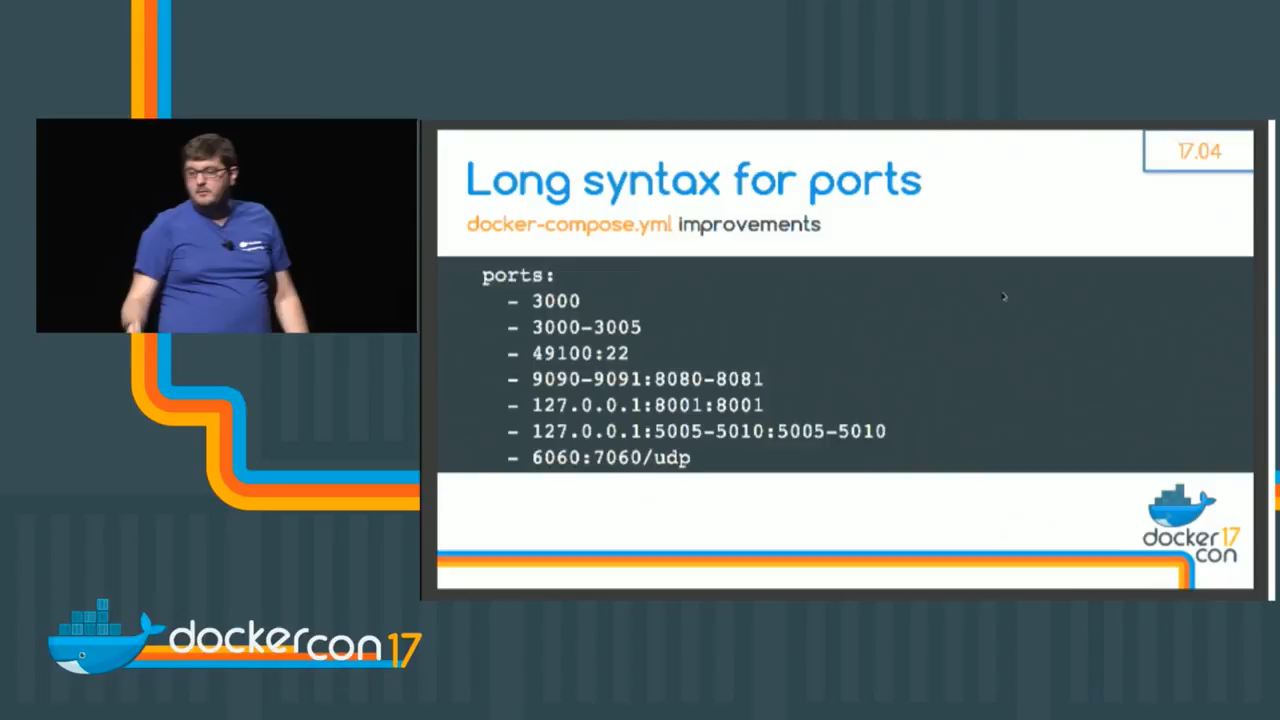 17.04
Long syntax for ports
docker-compose.yml improvements
ports:
- 3000
- 3000-3005
- 49100:22
- 9090-9091:8080-8081
- 127.0.0.1:8001:8001
- 127.0.0.1:5005-5010:5005-5010
- 6060:7060/udp
docker17
con
dockercon17